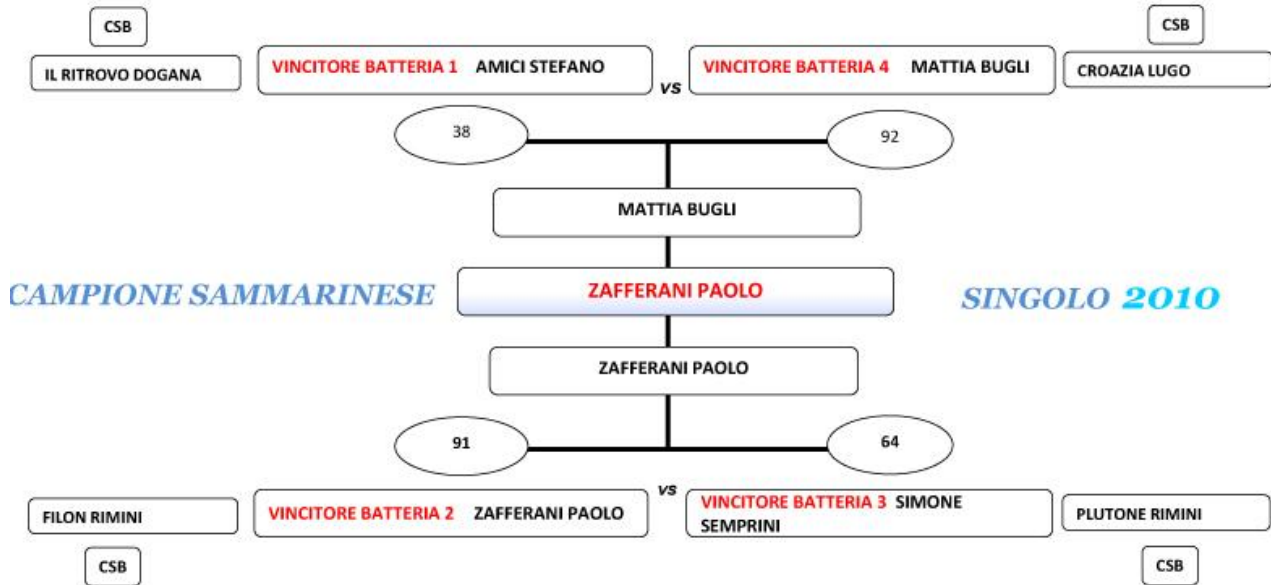 CSB
CSB
IL RITROVO DOGANA
VINCITORE BATTERIA 1 AMICI STEFANO
vs
VINCITORE BATTERIA 4 MATTIA BUGLI
CROAZIA LUGO
38
92
MATTIA BUGLI
CAMPIONE SAMMARINESE
ZAFFERANI PAOLO
SINGOLO 2010
ZAFFERANI PAOLO
91
64
FILON RIMINI
VINCITORE BATTERIA 2 ZAFFERANI PAOLO
vs
VINCITORE BATTERIA 3 SIMONE
SEMPRINI
PLUTONE RIMINI
CSB
CSB